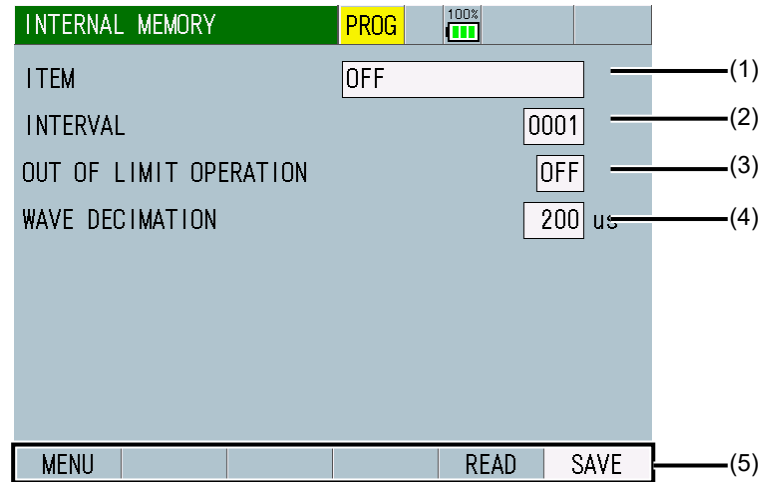 INTERNAL MEMORY PROG 100%
ITEM OFF (1)
INTERVAL 0001 (2)
OUT OF LIMIT OPERATION OFF (3)
WAVE DECIMATION 200 us (4)
MENU READ SAVE (5)